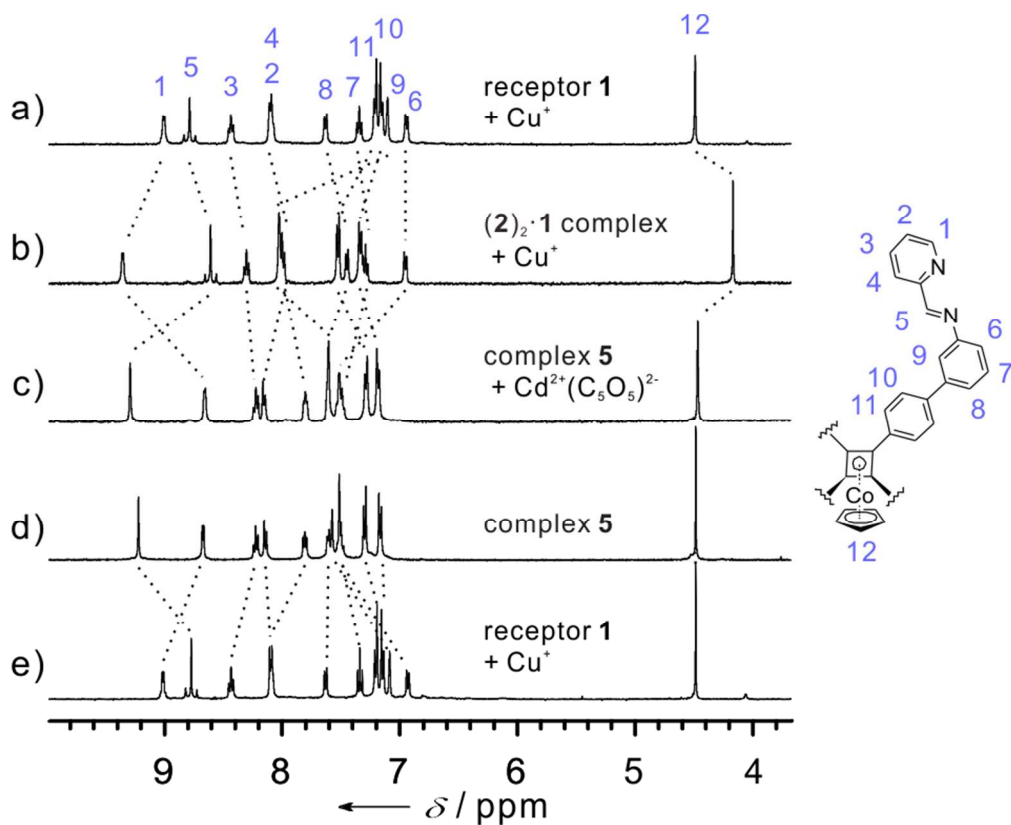 1 5 3 4 2 8 7 11 10 9 6 12
a) receptor 1
+ Cu⁺
b) (2)₂·1 complex
+ Cu⁺
c) complex 5
+ Cd²⁺(C₅O₅)²⁻
d) complex 5
e) receptor 1
+ Cu⁺
9 8 7 6 5 4
δ / ppm
2 1
3
N
4
5 N 6
9
10 7
11 8
Co
12